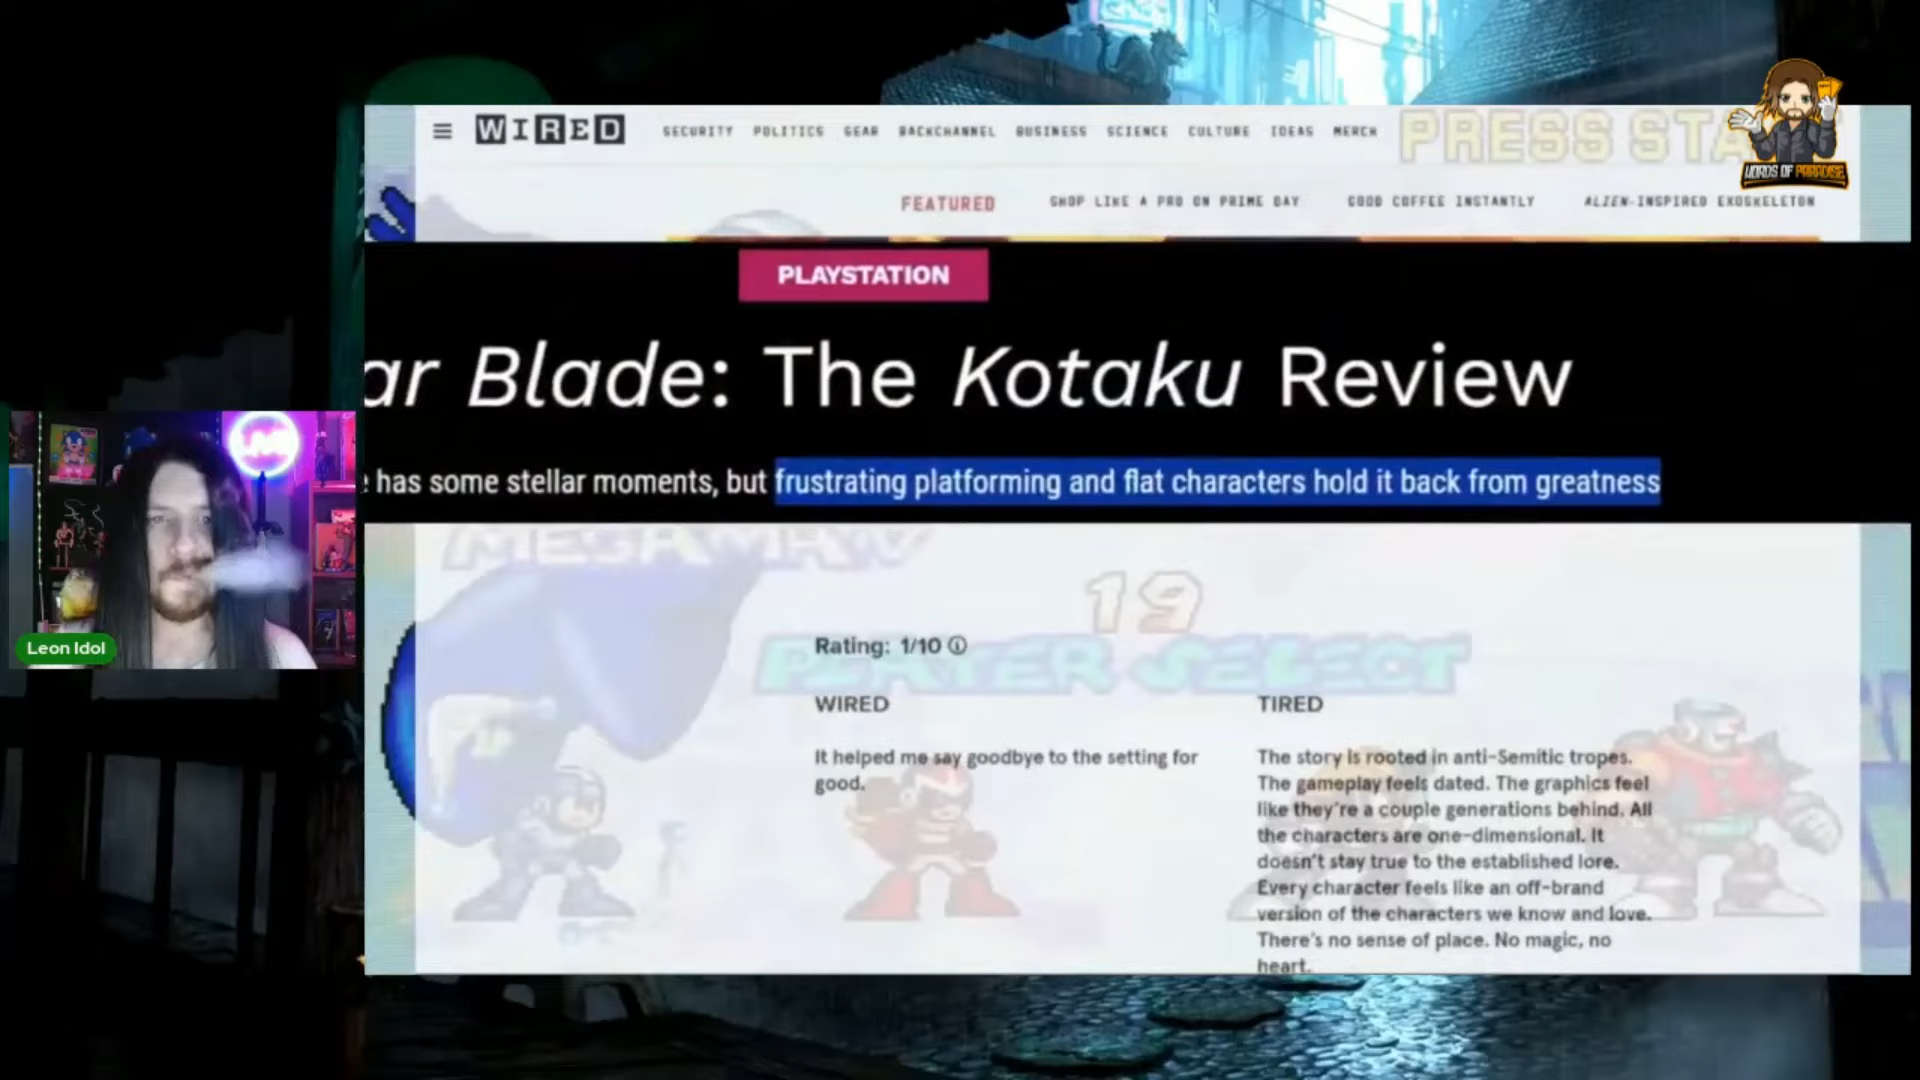 WIRED
SECURITY POLITICS GEAR BACKCHANNEL BUSINESS SCIENCE CULTURE IDEAS MERCH
PRESS STA
WORDS OF PARADISE
FEATURED SHOP LIKE A PRO ON PRIME DAY GOOD COFFEE INSTANTLY ALIEN-INSPIRED EXOSKELETON
PLAYSTATION
ar Blade: The Kotaku Review
e has some stellar moments, but frustrating platforming and flat characters hold it back from greatness
LIVE
Leon Idol
MEGAMAN
19
PLAYER SELECT
Rating: 1/10
WIRED
It helped me say goodbye to the setting for
good.
TIRED
The story is rooted in anti-Semitic tropes.
The gameplay feels dated. The graphics feel
like they're a couple generations behind. All
the characters are one-dimensional. It
doesn't stay true to the established lore.
Every character feels like an off-brand
version of the characters we know and love.
There's no sense of place. No magic, no
heart.